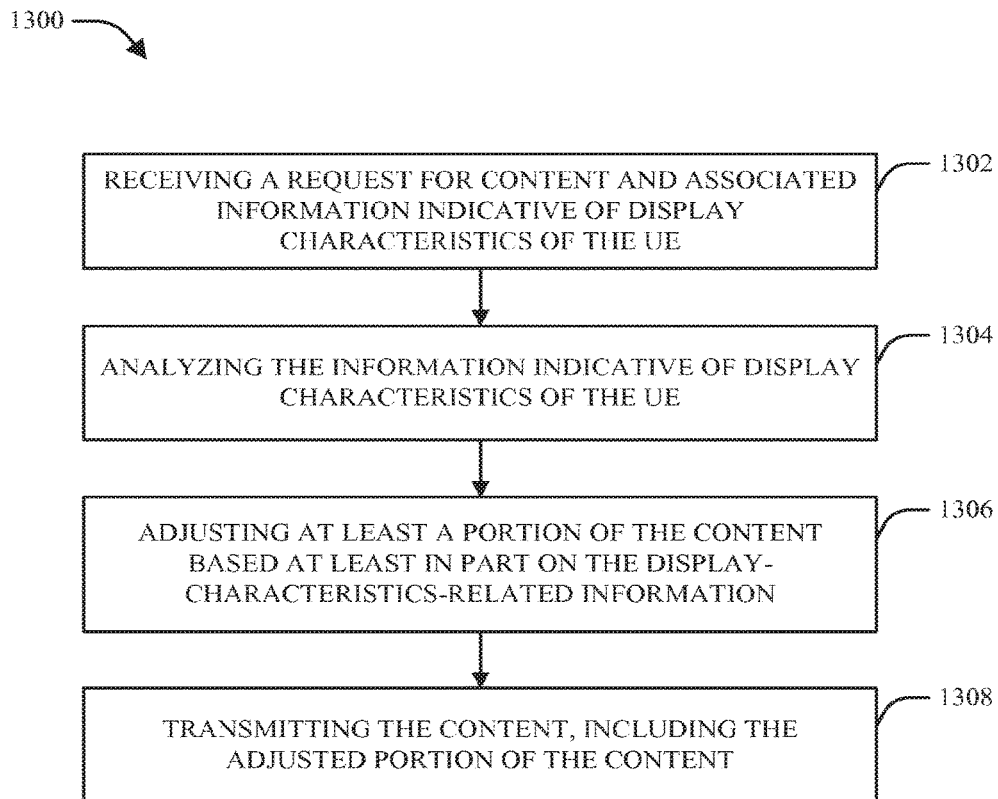 1300
RECEIVING A REQUEST FOR CONTENT AND ASSOCIATED
INFORMATION INDICATIVE OF DISPLAY
CHARACTERISTICS OF THE UE
1302
ANALYZING THE INFORMATION INDICATIVE OF DISPLAY
CHARACTERISTICS OF THE UE
1304
ADJUSTING AT LEAST A PORTION OF THE CONTENT
BASED AT LEAST IN PART ON THE DISPLAY-
CHARACTERISTICS-RELATED INFORMATION
1306
TRANSMITTING THE CONTENT, INCLUDING THE
ADJUSTED PORTION OF THE CONTENT
1308